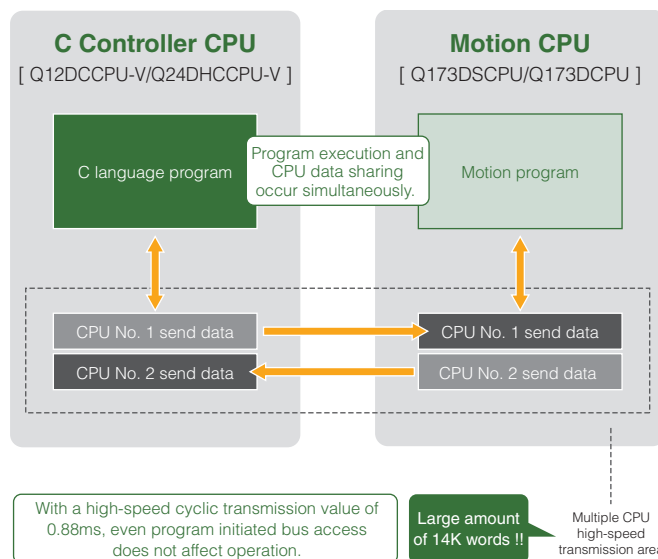 C Controller CPU
[ Q12DCCPU-V/Q24DHCCPU-V ]
Motion CPU
[ Q173DSCPU/Q173DCPU ]
C language program
Program execution and
CPU data sharing
occur simultaneously.
Motion program
CPU No. 1 send data
CPU No. 2 send data
CPU No. 1 send data
CPU No. 2 send data
With a high-speed cyclic transmission value of
0.88ms, even program initiated bus access
does not affect operation.
Large amount
of 14K words !!
Multiple CPU
high-speed
transmission area